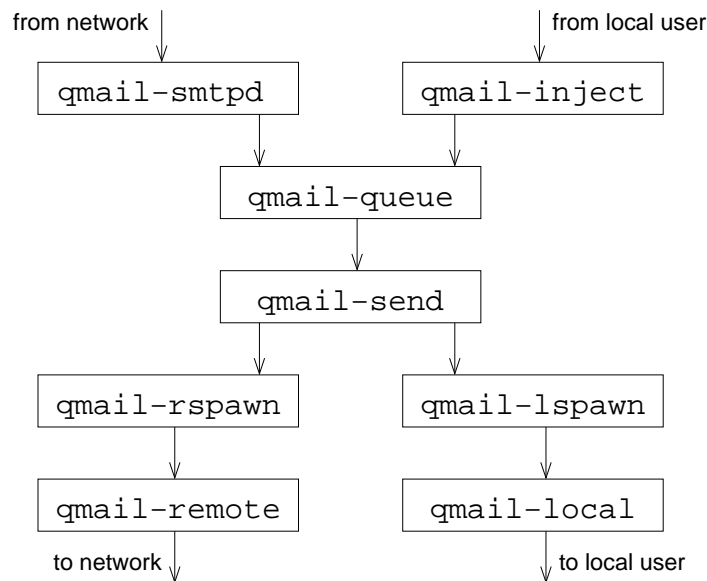 from network
from local user
qmail-smtpd
qmail-inject
qmail-queue
qmail-send
qmail-rspawn
qmail-lspawn
qmail-remote
qmail-local
to network
to local user